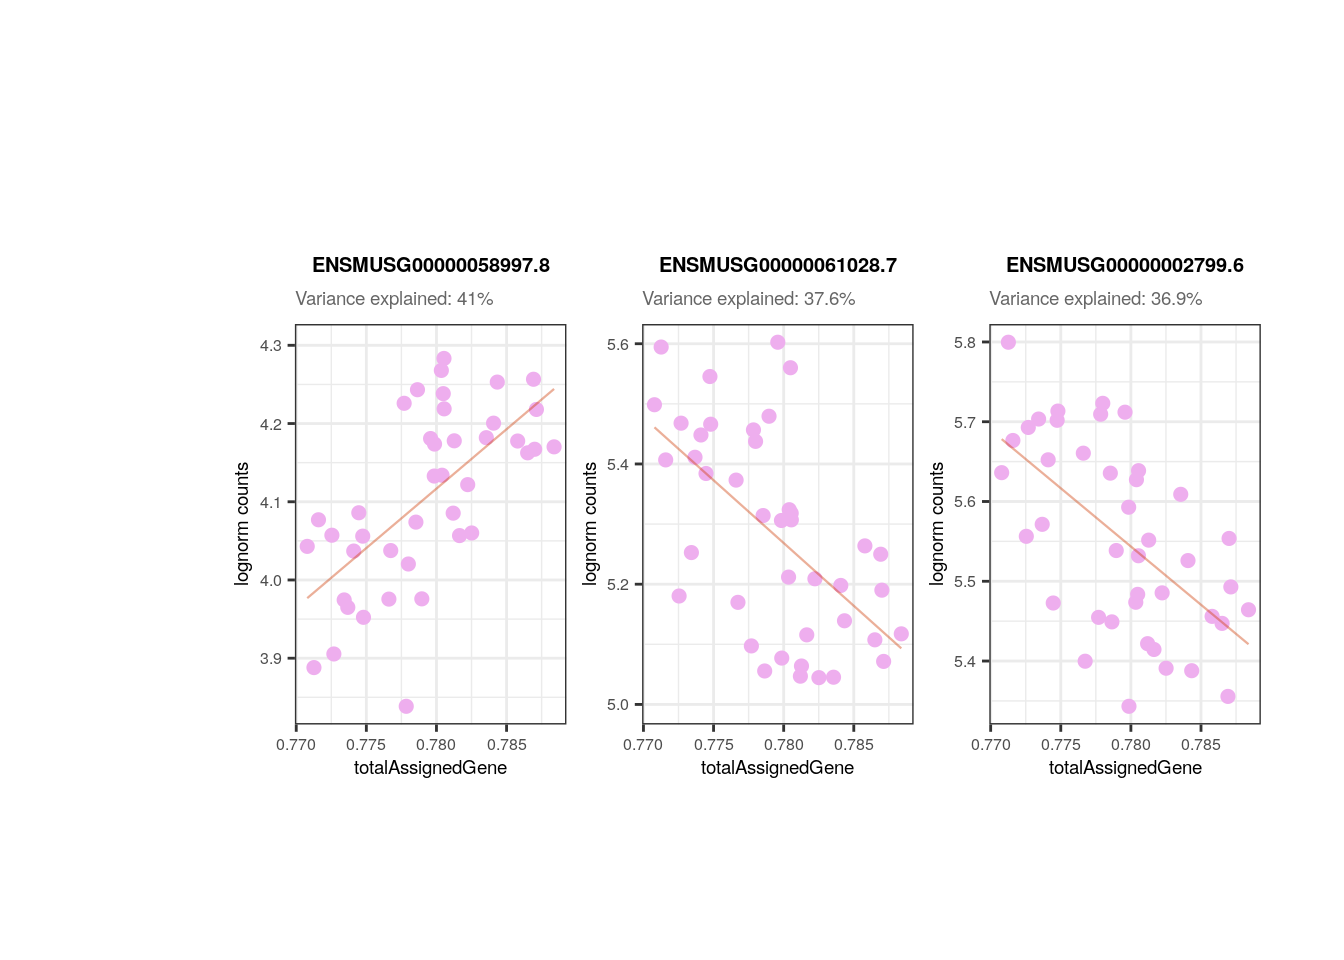 ENSMUSG00000058997.8
Variance explained: 41%
4.3
4.2
4.1
4.0
3.9
lognorm counts
0.770 0.775 0.780 0.785
totalAssignedGene
ENSMUSG00000061028.7
Variance explained: 37.6%
5.6
5.4
5.2
5.0
lognorm counts
0.770 0.775 0.780 0.785
totalAssignedGene
ENSMUSG00000002799.6
Variance explained: 36.9%
5.8
5.7
5.6
5.5
5.4
lognorm counts
0.770 0.775 0.780 0.785
totalAssignedGene